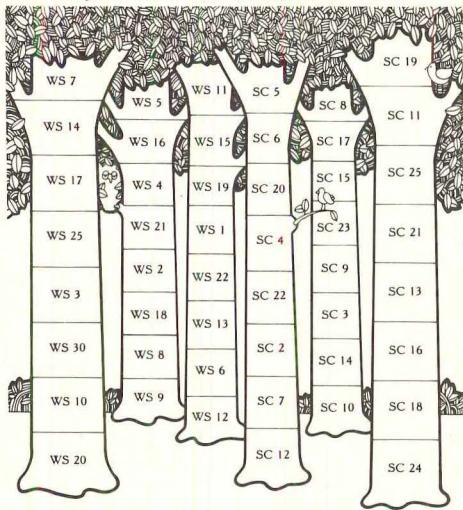 WS 7
WS 14
WS 17
WS 25
WS 3
WS 30
WS 10
WS 20
WS 5
WS 16
WS 4
WS 21
WS 2
WS 18
WS 8
WS 9
WS 11
WS 15
WS 19
WS 1
WS 22
WS 13
WS 6
WS 12
SC 5
SC 6
SC 20
SC 4
SC 22
SC 2
SC 7
SC 12
SC 8
SC 17
SC 15
SC 23
SC 9
SC 3
SC 14
SC 10
SC 19
SC 11
SC 25
SC 21
SC 13
SC 16
SC 18
SC 24